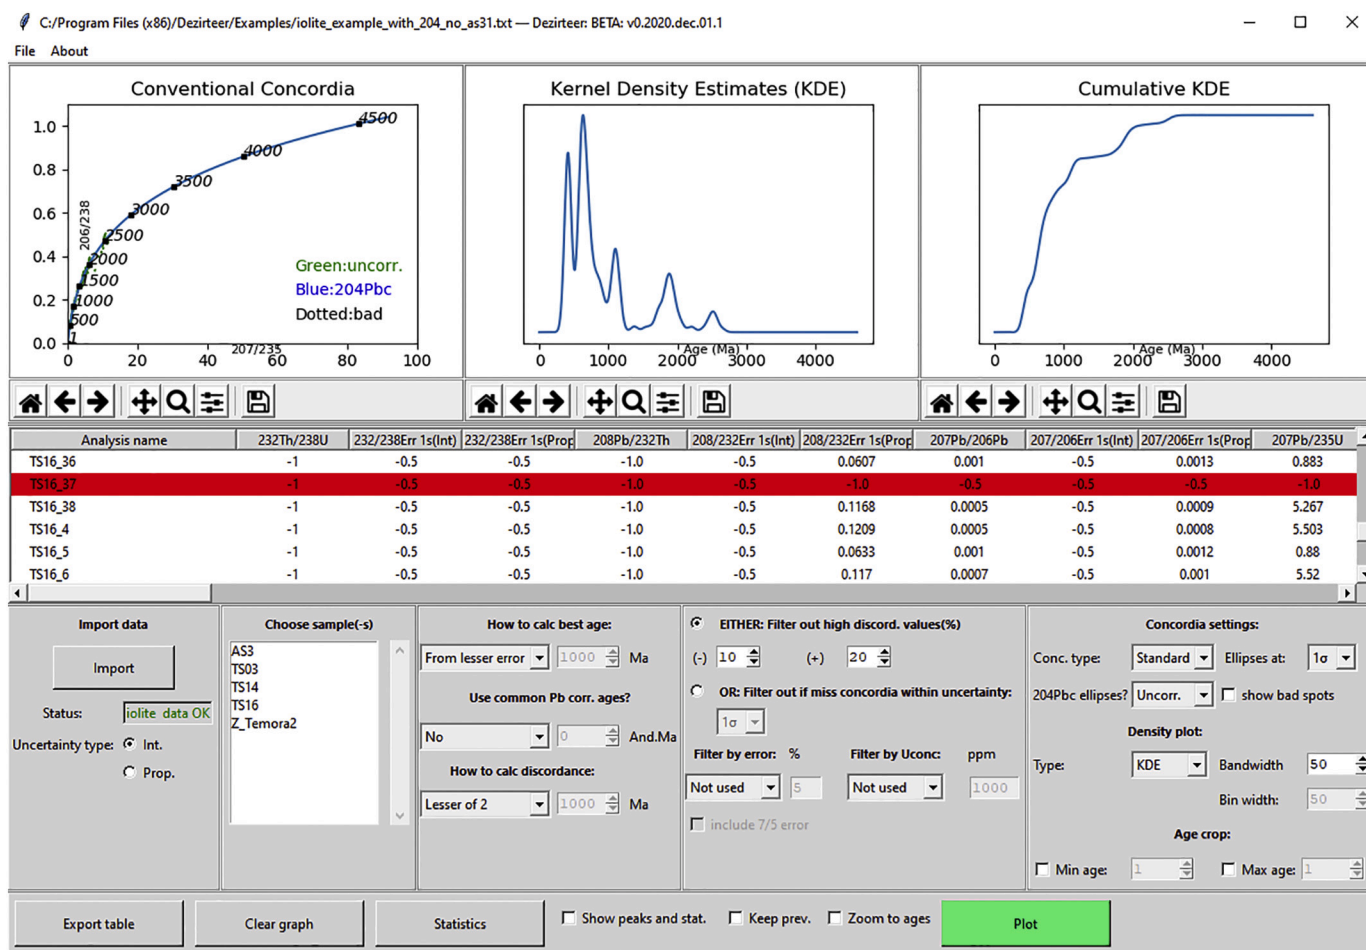 C:/Program Files (x86)/Dezirteer/Examples/iolite_example_with_204_no_as31.txt — Dezirteer: BETA: v0.2020.dec.01.1
File About
Conventional Concordia
1.0
0.8
0.6
0.4
0.2
0.0
206/238
4500
4000
3500
3000
2500
2000
1500
1000
500
1
Green:uncorr.
Blue:204Pbc
Dotted:bad
0 20 40 60 80 100
207/235
Kernel Density Estimates (KDE)
0 1000 2000 3000 4000
Age (Ma)
Cumulative KDE
0 1000 2000 3000 4000
Age (Ma)
Analysis name 232Th/238U 232/238Err 1s(Int) 232/238Err 1s(Prop 208Pb/232Th 208/232Err 1s(Int) 208/232Err 1s(Prop 207Pb/206Pb 207/206Err 1s(Int) 207/206Err 1s(Prop 207Pb/235U
TS16_36 -1 -0.5 -0.5 -1.0 -0.5 0.0607 0.001 -0.5 0.0013 0.883
TS16_37 -1 -0.5 -0.5 -1.0 -0.5 -1.0 -0.5 -0.5 -0.5 -1.0
TS16_38 -1 -0.5 -0.5 -1.0 -0.5 0.1168 0.0005 -0.5 0.0009 5.267
TS16_4 -1 -0.5 -0.5 -1.0 -0.5 0.1209 0.0005 -0.5 0.0008 5.503
TS16_5 -1 -0.5 -0.5 -1.0 -0.5 0.0633 0.001 -0.5 0.0012 0.88
TS16_6 -1 -0.5 -0.5 -1.0 -0.5 0.117 0.0007 -0.5 0.001 5.52
Import data
Import
Status: iolite data OK
Uncertainty type: Int.
Prop.
Choose sample(-s)
AS3
TS03
TS14
TS16
Z_Temora2
How to calc best age:
From lesser error 1000 Ma
Use common Pb corr. ages?
No 0 And.Ma
How to calc discordance:
Lesser of 2 1000 Ma
EITHER: Filter out high discord. values(%)
(-) 10 (+) 20
OR: Filter out if miss concordia within uncertainty:
1σ
Filter by error: % Filter by Uconc: ppm
Not used 5 Not used 1000
include 7/5 error
Concordia settings:
Conc. type: Standard Ellipses at: 1σ
204Pbc ellipses? Uncorr. show bad spots
Density plot:
Type: KDE Bandwidth 50
Bin width: 50
Age crop:
Min age: 1 Max age: 1
Export table Clear graph Statistics Show peaks and stat. Keep prev. Zoom to ages Plot